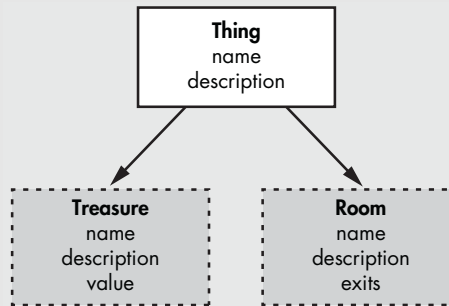 Thing
name
description
Treasure
name
description
value
Room
name
description
exits